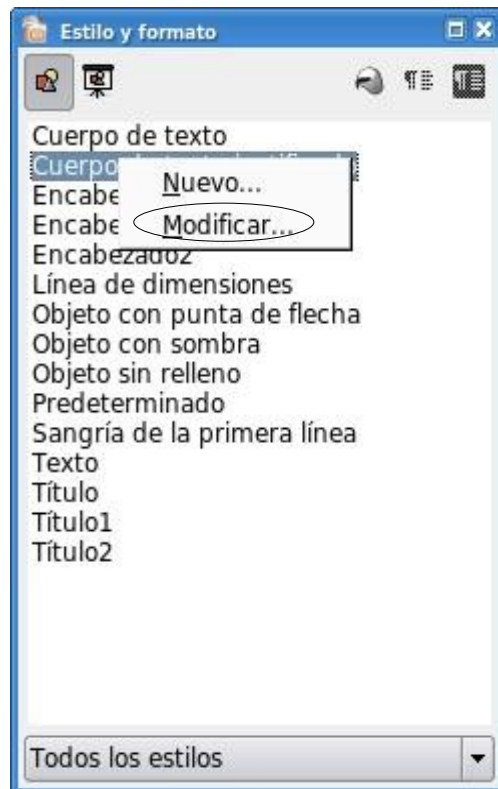 Estilo y formato
Cuerpo de texto
Cuerpo
Nuevo...
Encabe
Modificar...
Encabe
Encabezado2
Línea de dimensiones
Objeto con punta de flecha
Objeto con sombra
Objeto sin relleno
Predeterminado
Sangría de la primera línea
Texto
Título
Título1
Título2
Todos los estilos